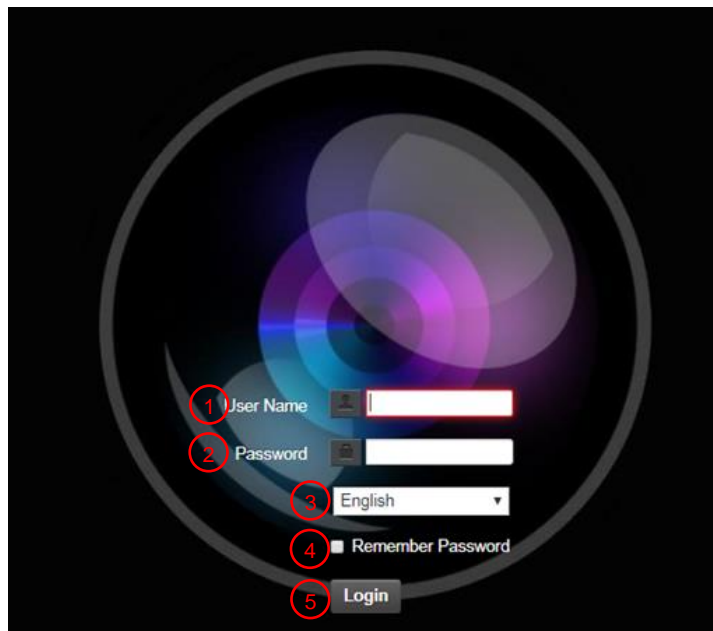 1 User Name
2 Password
3 English ▼
4 Remember Password
5 Login